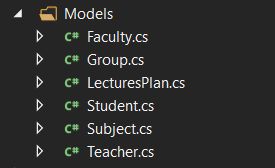 Models
C# Faculty.cs
C# Group.cs
C# LecturesPlan.cs
C# Student.cs
C# Subject.cs
C# Teacher.cs